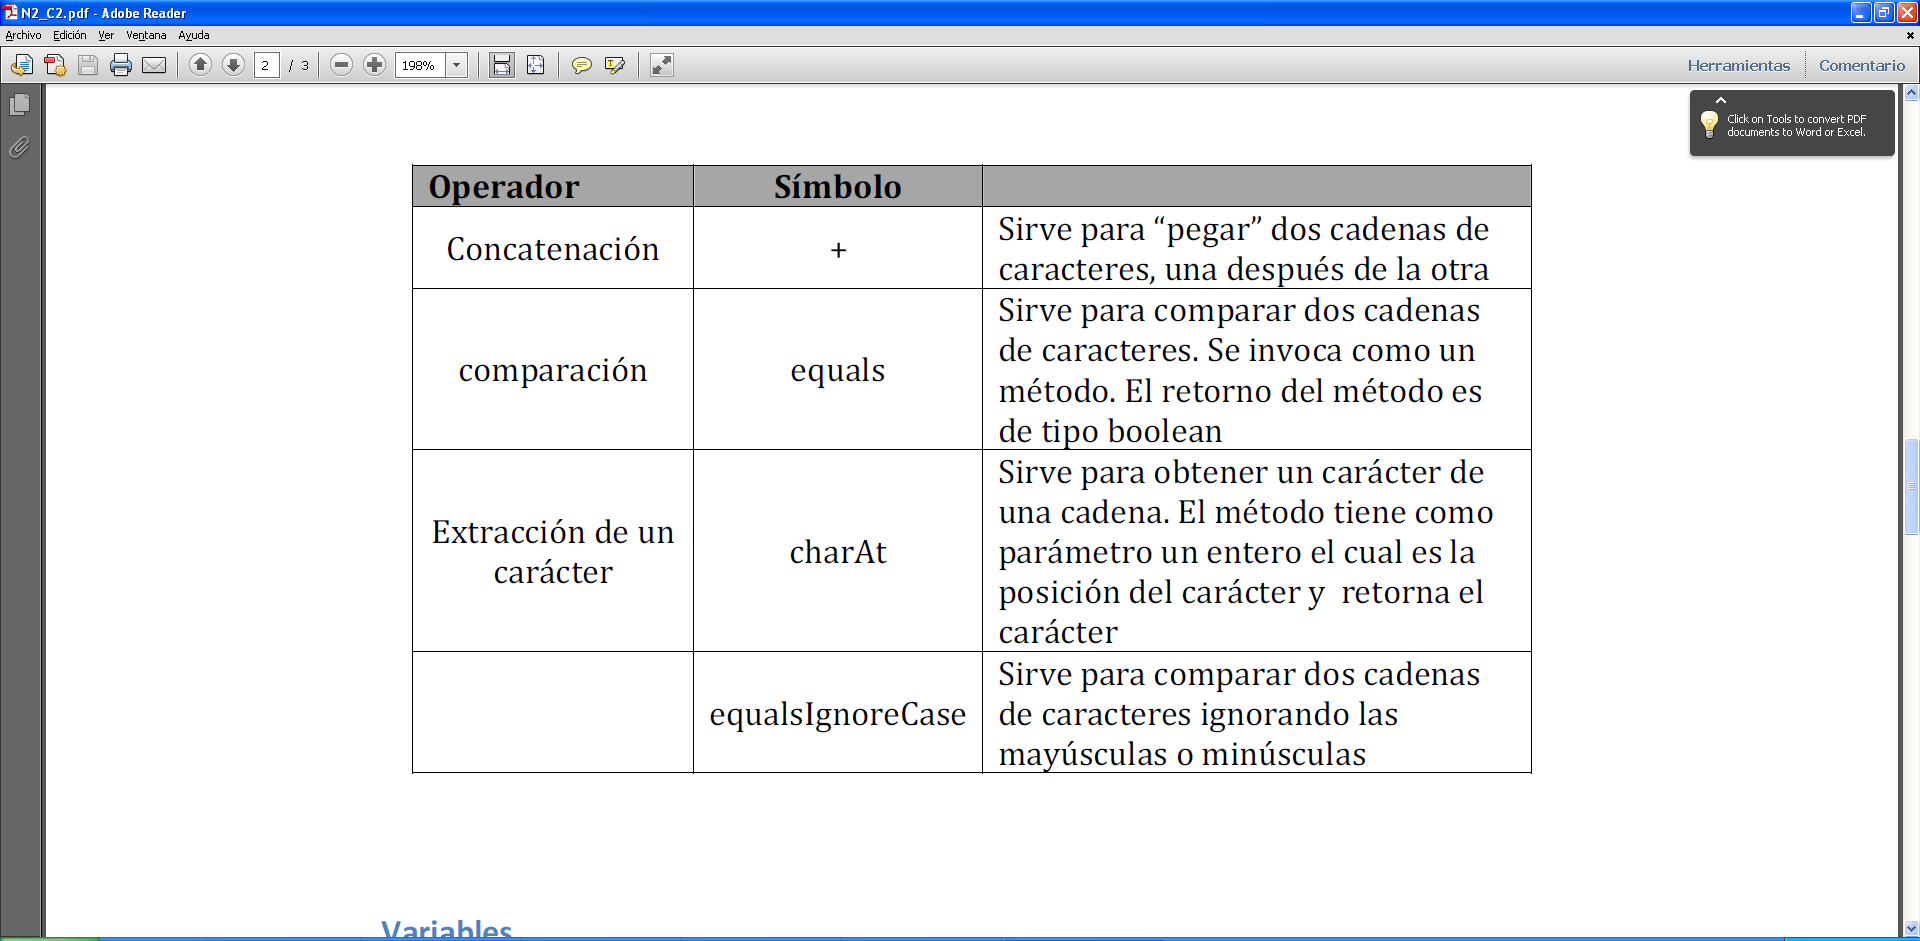 N2_C2.pdf - Adobe Reader
Archivo Edición Ver Ventana Ayuda
2 / 3 198% Herramientas Comentario
Click on Tools to convert PDF
documents to Word or Excel.
Operador Símbolo
Concatenación + Sirve para “pegar” dos cadenas de
caracteres, una después de la otra
comparación equals Sirve para comparar dos cadenas
de caracteres. Se invoca como un
método. El retorno del método es
de tipo boolean
Extracción de un
carácter
charAt
Sirve para obtener un carácter de
una cadena. El método tiene como
parámetro un entero el cual es la
posición del carácter y  retorna el
carácter
equalsIgnoreCase
Sirve para comparar dos cadenas
de caracteres ignorando las
mayúsculas o minúsculas
Variables